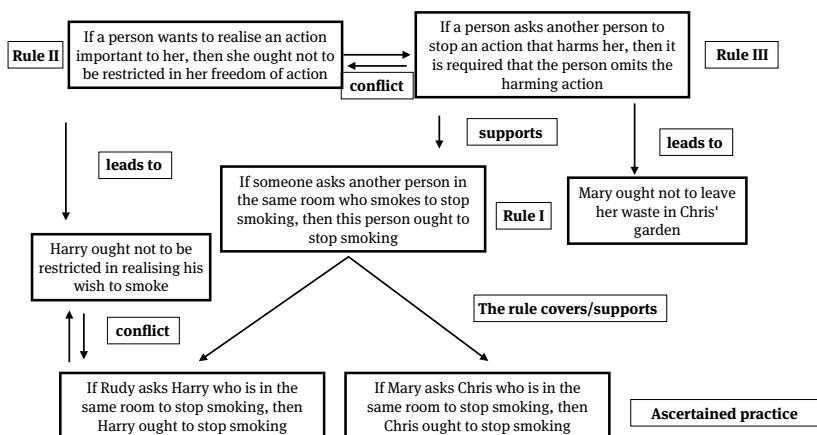 Rule II
If a person wants to realise an action
important to her, then she ought not to
be restricted in her freedom of action
conflict
If a person asks another person to
stop an action that harms her, then it
is required that the person omits the
harming action
Rule III
leads to
supports
leads to
If someone asks another person in
the same room who smokes to stop
smoking, then this person ought to
stop smoking
Rule I
Mary ought not to leave
her waste in Chris'
garden
Harry ought not to be
restricted in realising his
wish to smoke
conflict
The rule covers/supports
If Rudy asks Harry who is in the
same room to stop smoking, then
Harry ought to stop smoking
If Mary asks Chris who is in the
same room to stop smoking, then
Chris ought to stop smoking
Ascertained practice